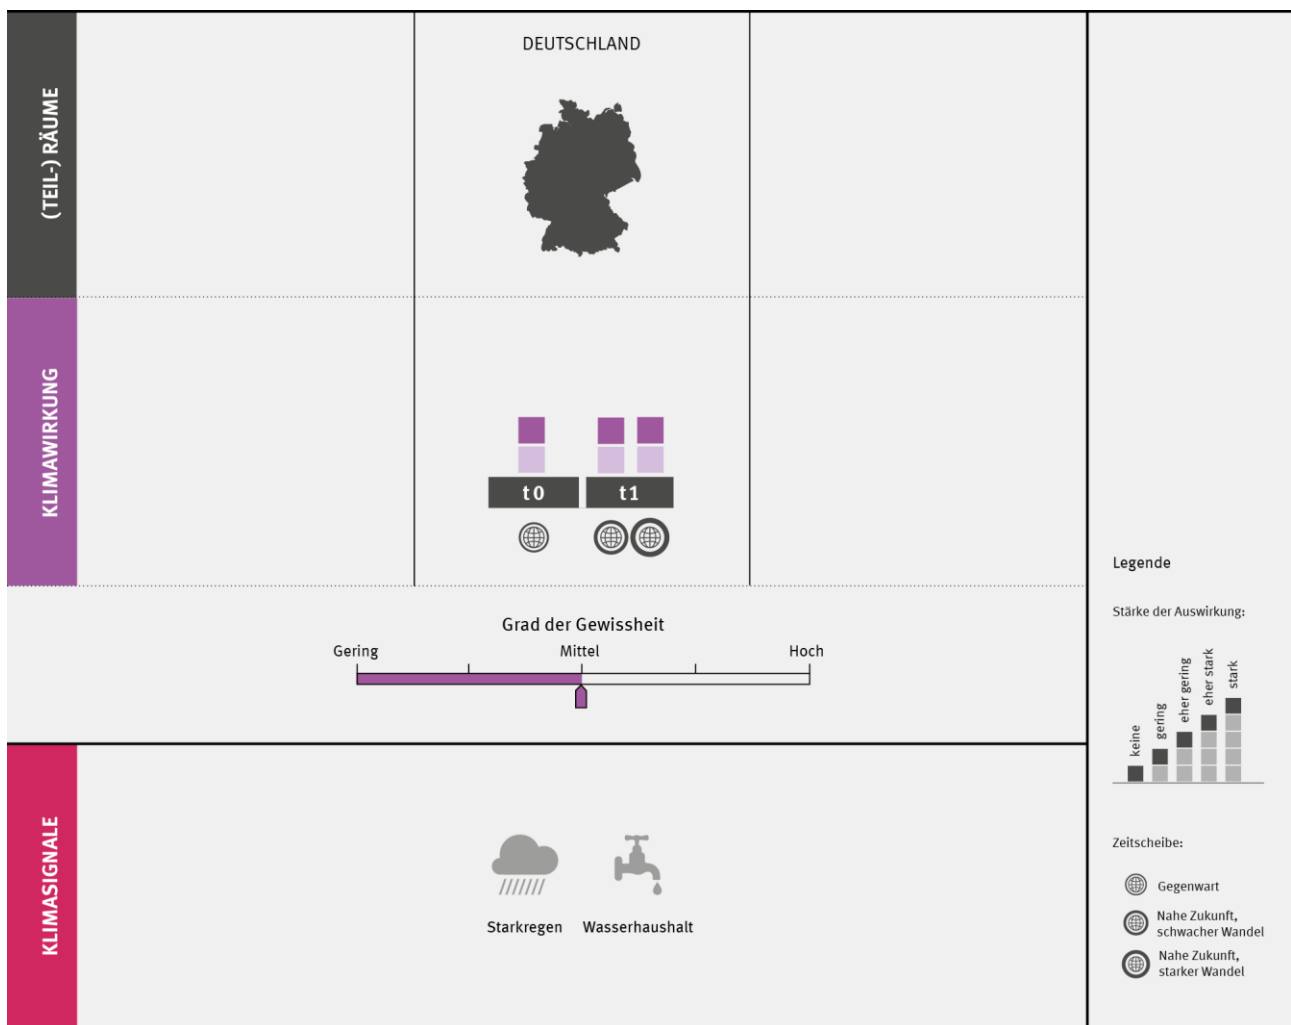 (TEIL-) RÄUME
DEUTSCHLAND
KLIMAWIRKUNG
t0 t1
Grad der Gewissheit
Gering Mittel Hoch
KLIMASIGNALE
Starkregen Wasserhaushalt
Legende
Stärke der Auswirkung:
keine
gering
eher gering
eher stark
stark
Zeitscheibe:
Gegenwart
Nahe Zukunft,
schwacher Wandel
Nahe Zukunft,
starker Wandel